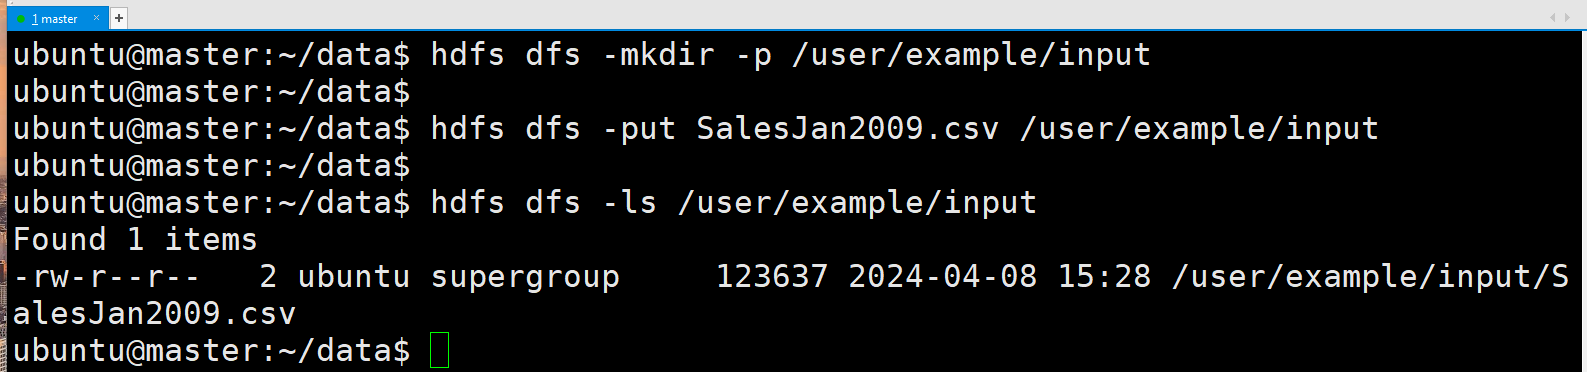 1 master × +
ubuntu@master:~/data$ hdfs dfs -mkdir -p /user/example/input
ubuntu@master:~/data$
ubuntu@master:~/data$ hdfs dfs -put SalesJan2009.csv /user/example/input
ubuntu@master:~/data$
ubuntu@master:~/data$ hdfs dfs -ls /user/example/input
Found 1 items
-rw-r--r--   2 ubuntu supergroup     123637 2024-04-08 15:28 /user/example/input/S
alesJan2009.csv
ubuntu@master:~/data$